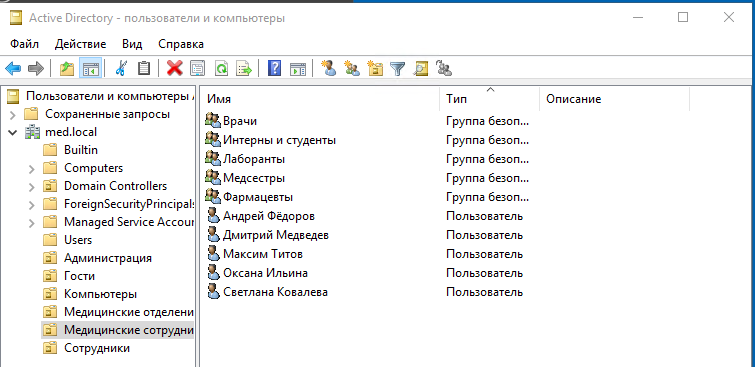 Active Directory - пользователи и компьютеры
Файл Действие Вид Справка
Пользователи и компьютеры A
Сохраненные запросы
med.local
Builtin
Computers
Domain Controllers
ForeignSecurityPrincipals
Managed Service Accoun
Users
Администрация
Гости
Компьютеры
Медицинские отделени
Медицинские сотрудни
Сотрудники
Имя Тип Описание
Врачи Группа безоп...
Интерны и студенты Группа безоп...
Лаборанты Группа безоп...
Медсестры Группа безоп...
Фармацевты Группа безоп...
Андрей Фёдоров Пользователь
Дмитрий Медведев Пользователь
Максим Титов Пользователь
Оксана Ильина Пользователь
Светлана Ковалева Пользователь